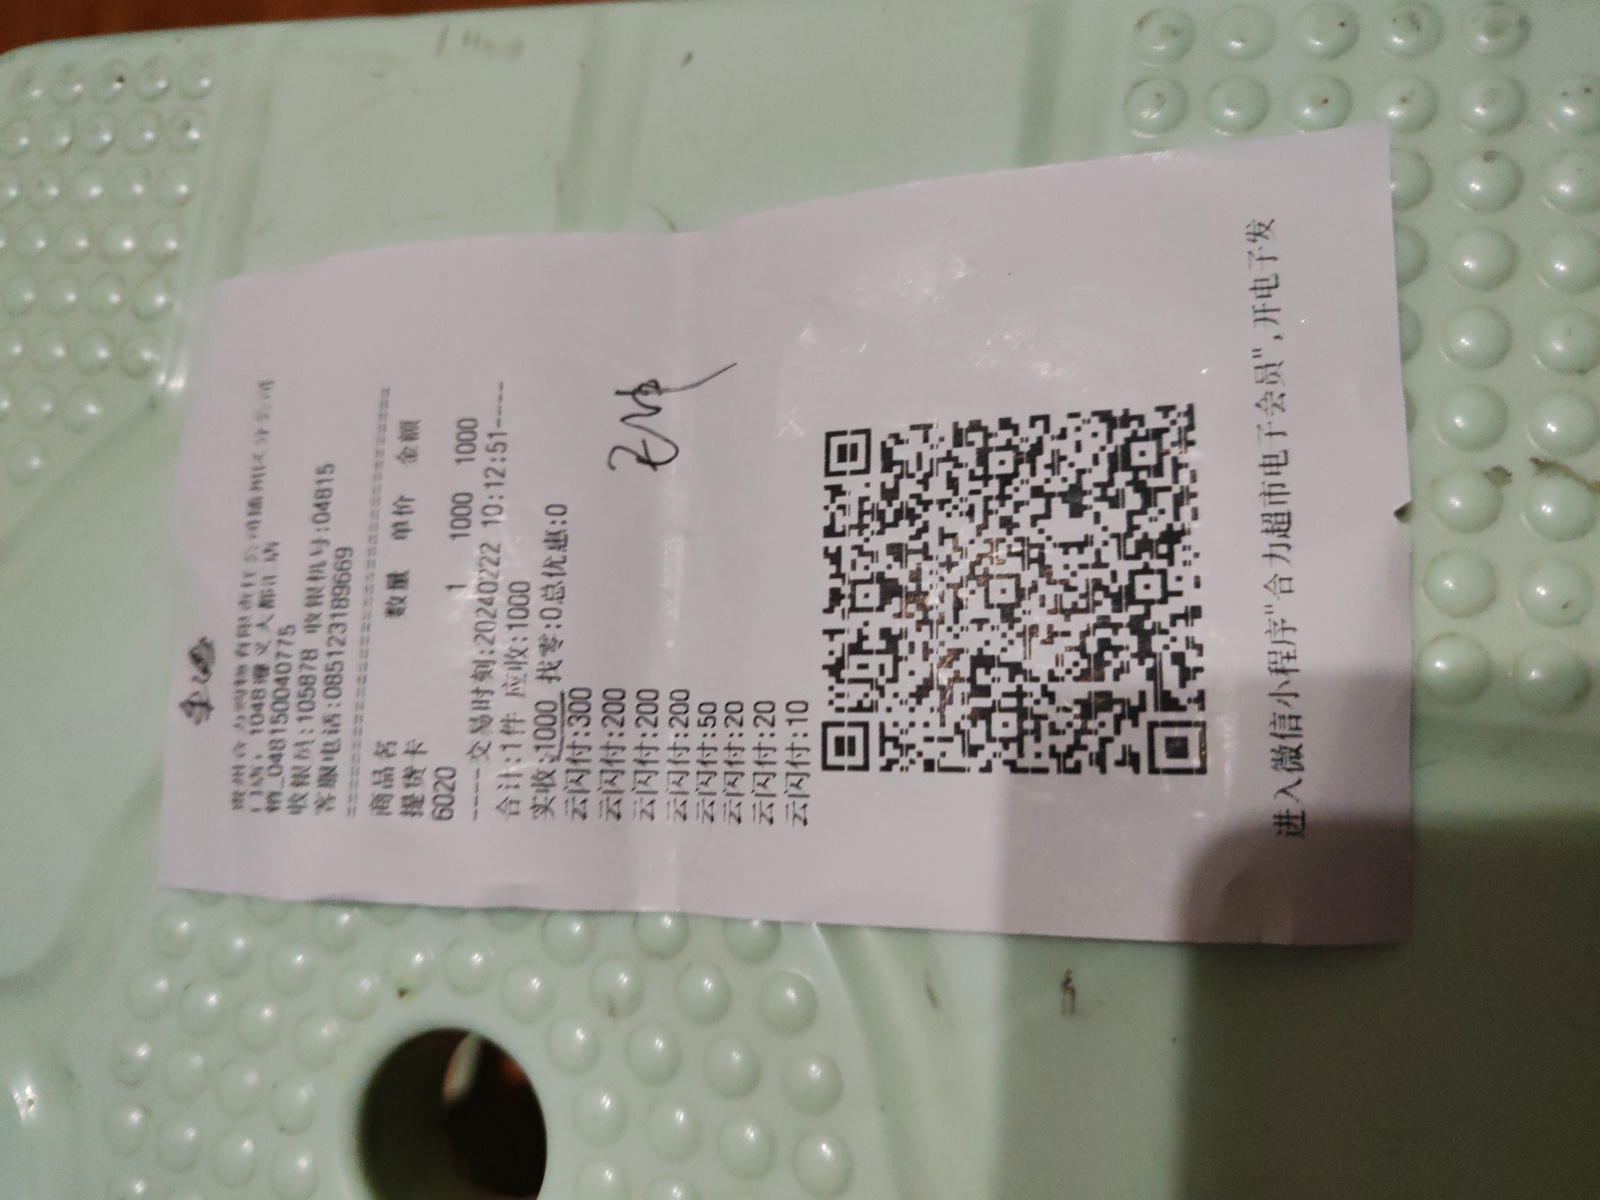 贵州合力购物有限责任公司播州区分公司
门店: 1048遵义大都汇店
销_0481500407​75
收银员:105878 收银机号:04815
客服电话:085123189669
商品名 数量 单价 金额
提货卡
6020 1 1000 1000
----交易时刻:20240222 10:12:51----
合计:1件 应收:1000
实收:1000 找零:0总优惠:0
云闪付:300
云闪付:200
云闪付:200
云闪付:200
云闪付:50
云闪付:20
云闪付:20
云闪付:10
进入微信小程序"合力超市电子会员",开电子发